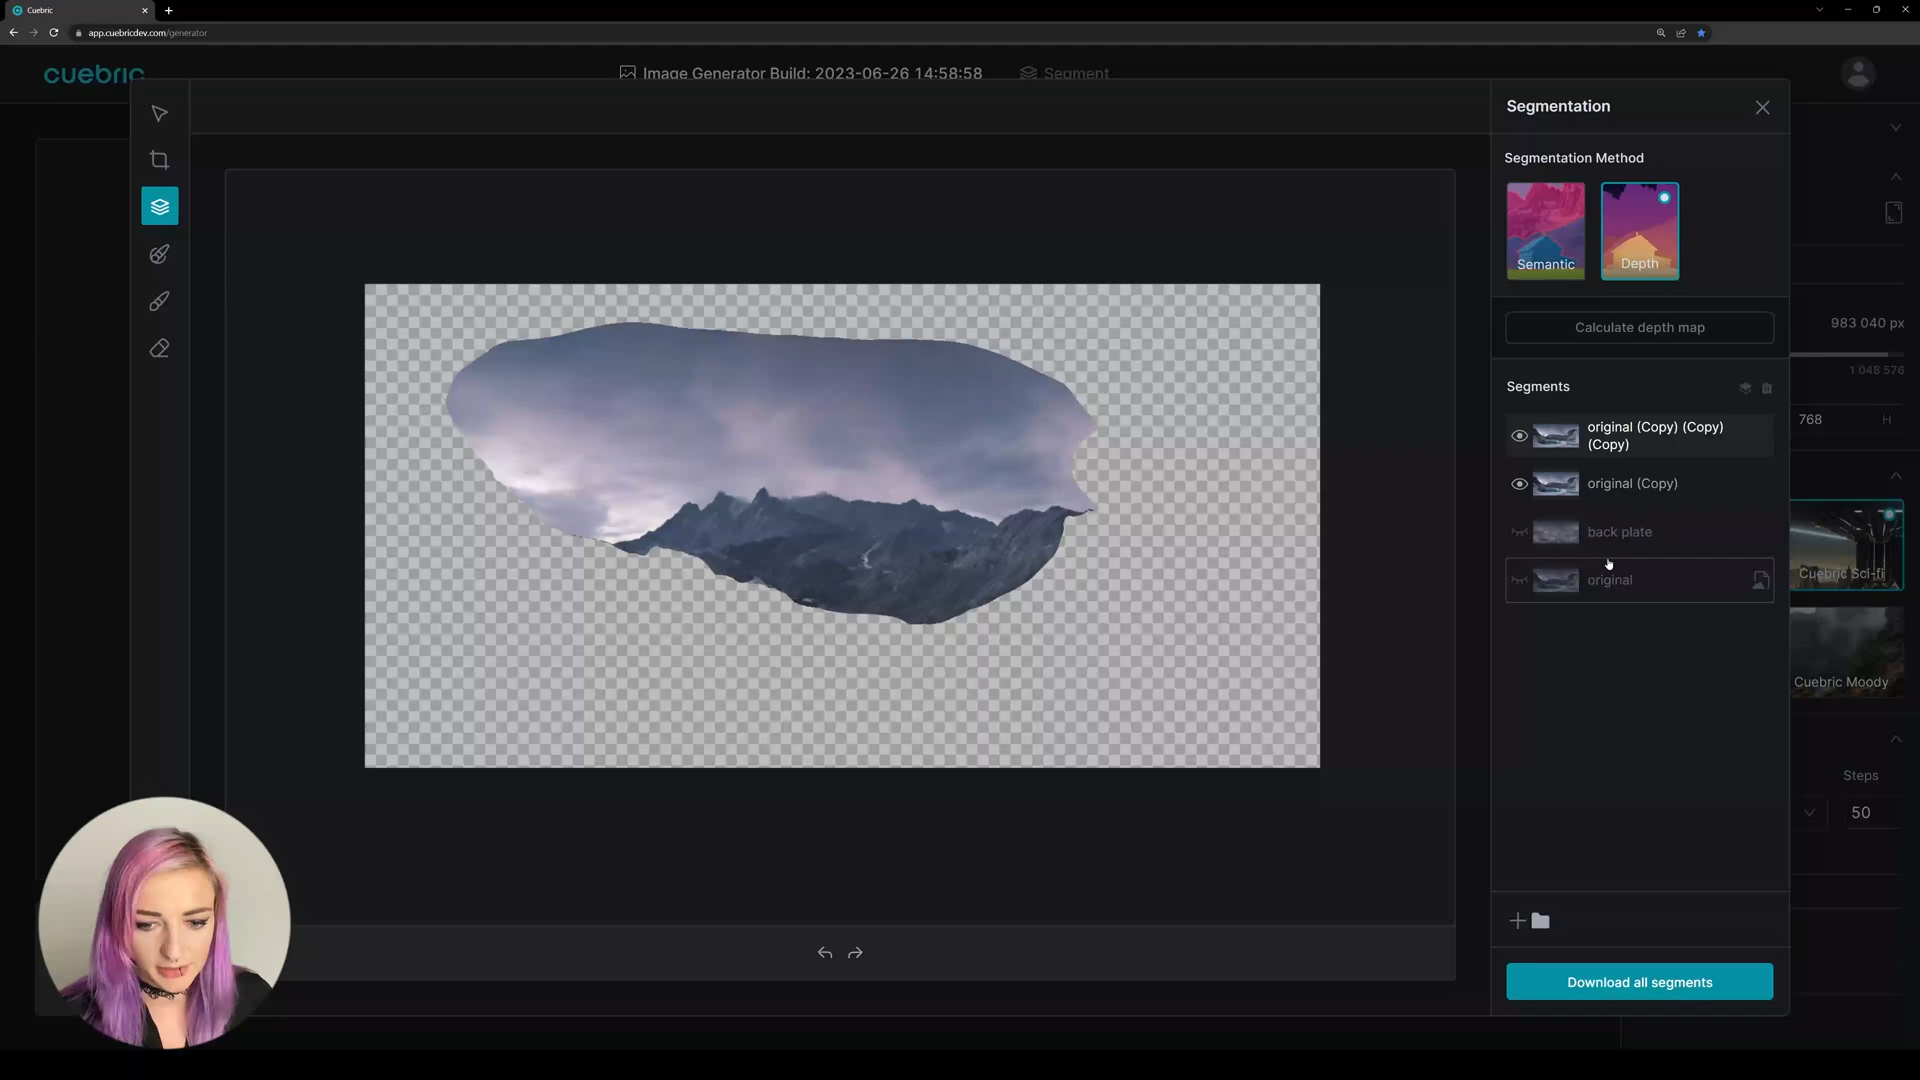 Cuebric
app.cuebricdev.com/generator
cuebric
Image Generator Build: 2023-06-26 14:58:58
Segment
Segmentation
Segmentation Method
Semantic
Depth
Calculate depth map
983 040 px
1 048 576
Segments
768
H
original (Copy) (Copy)
(Copy)
original (Copy)
back plate
original
Cuebric Sci-fi
Cuebric Moody
Steps
50
Download all segments